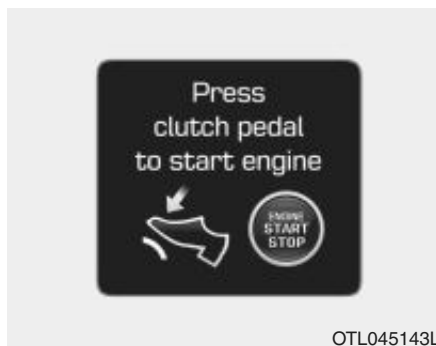 Press
clutch pedal
to start engine
ENGINE
START
STOP
OTL045143L